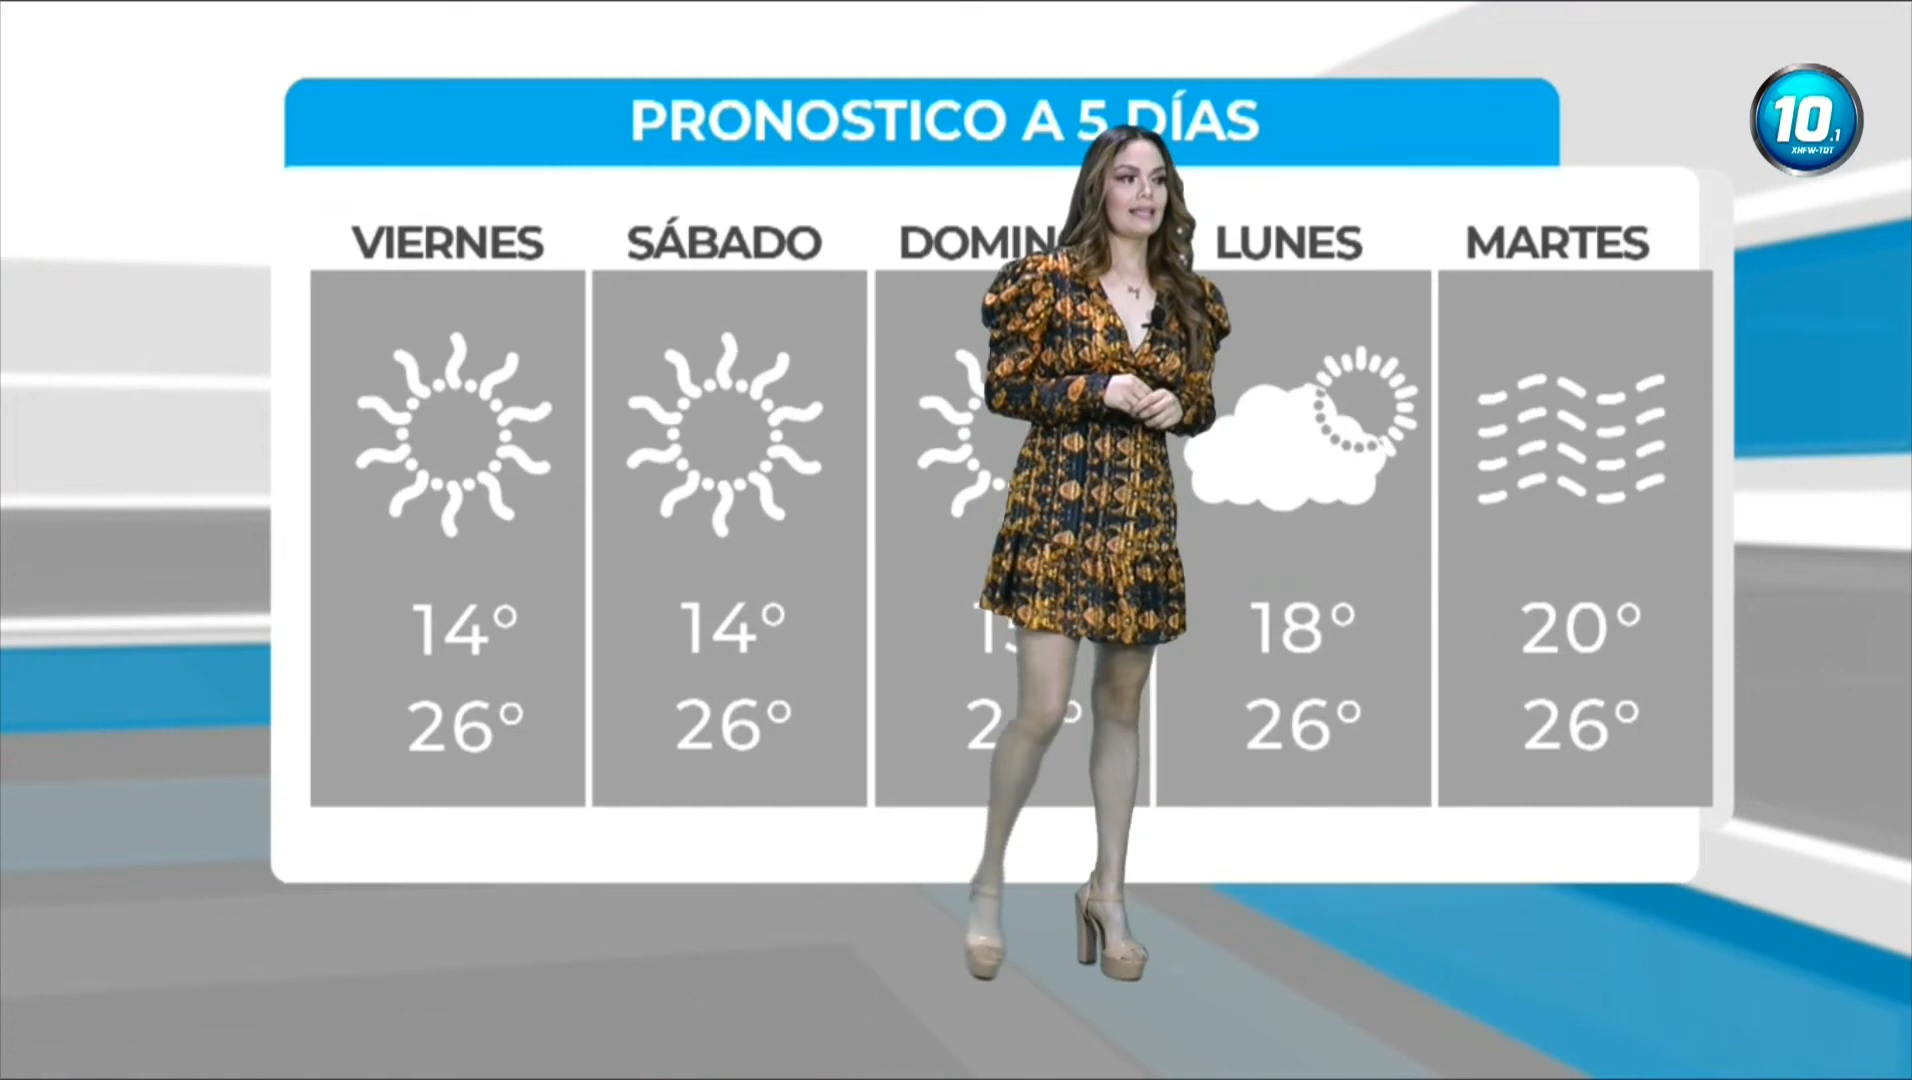 PRONOSTICO A 5 DÍAS
10.1
XHFW-TDT
VIERNES SÁBADO LUNES MARTES
14° 14° 18° 20°
26° 26° 26° 26°